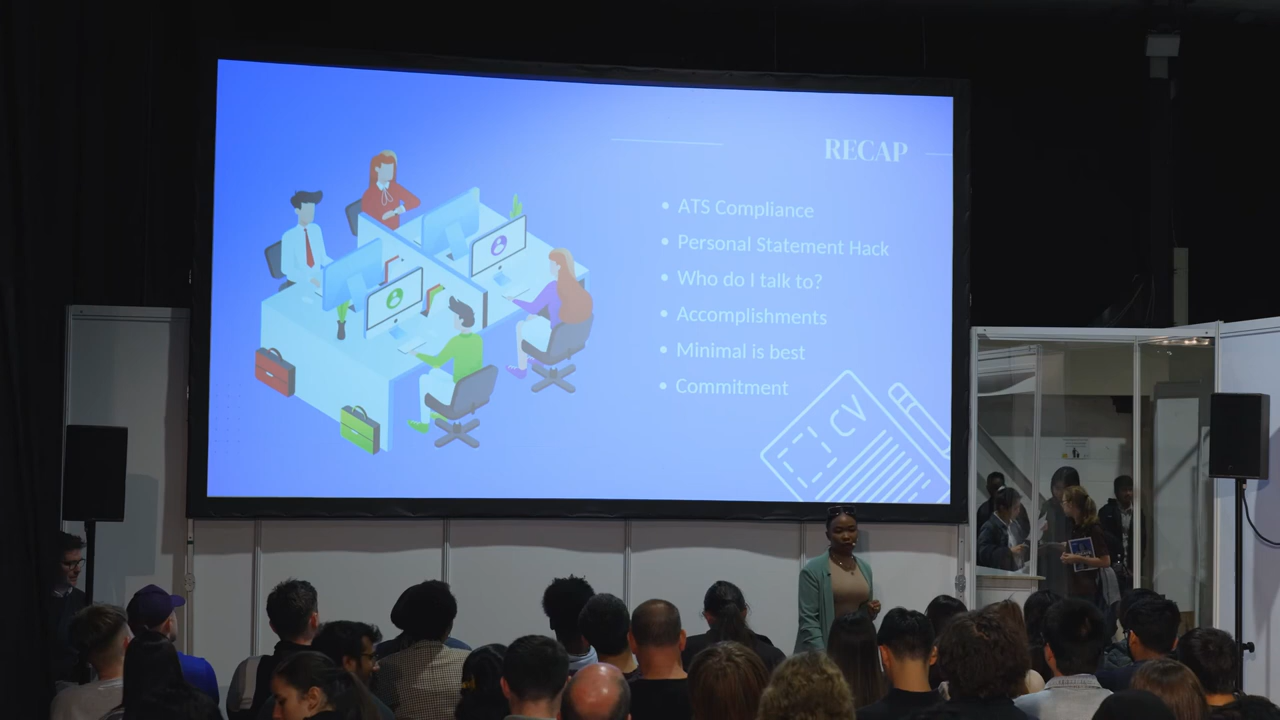 RECAP
• ATS Compliance
• Personal Statement Hack
• Who do I talk to?
• Accomplishments
• Minimal is best
• Commitment
CV